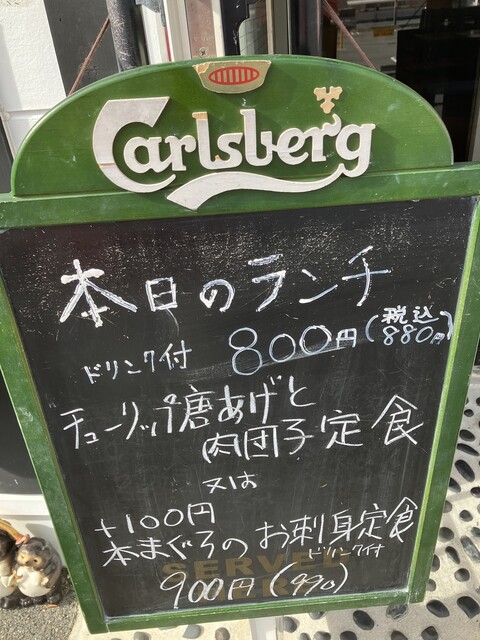 Carlsberg
本日のランチ
ドリンク付 800円(税込880円)
チューリップ唐あげと
肉団子定食
又は
+100円
本まぐろのお刺身定食
ドリンク付
SERVED
900円(990)